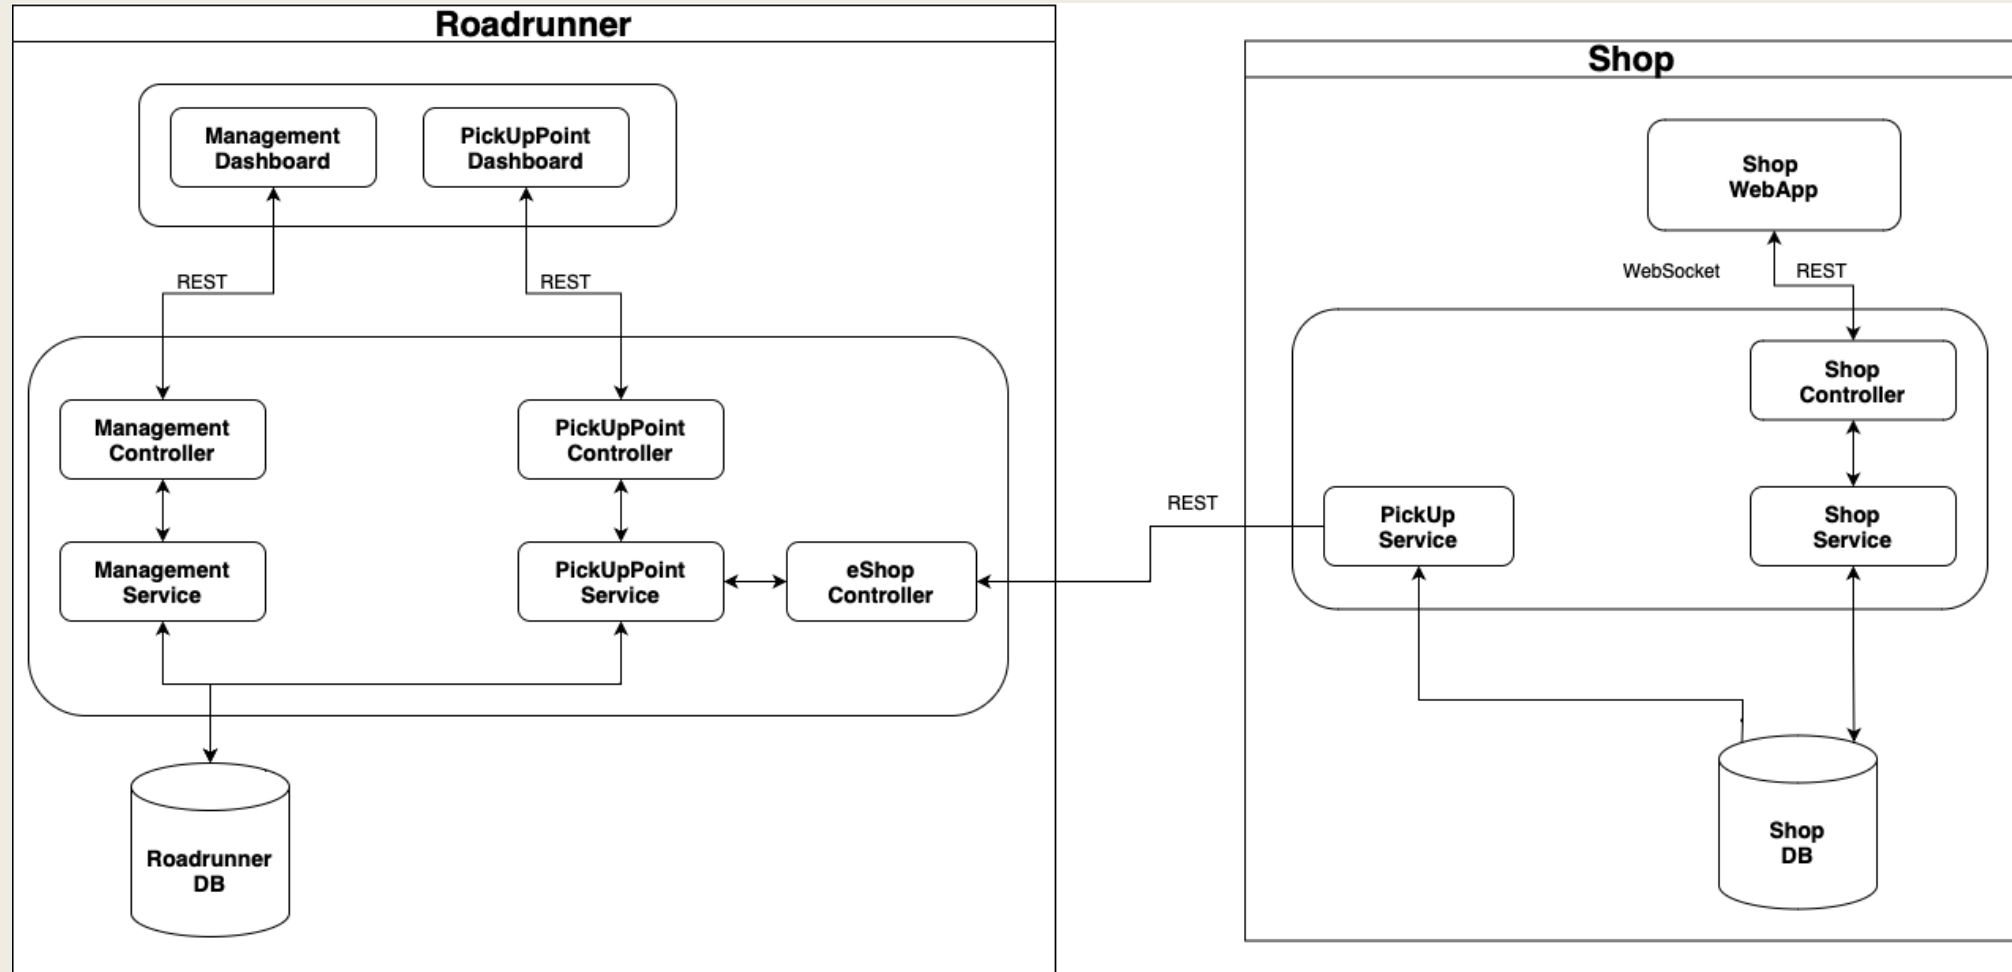 Roadrunner
Management
Dashboard
PickUpPoint
Dashboard
REST
REST
Management
Controller
PickUpPoint
Controller
Management
Service
PickUpPoint
Service
eShop
Controller
Roadrunner
DB
REST
Shop
Shop
WebApp
WebSocket
REST
Shop
Controller
PickUp
Service
Shop
Service
Shop
DB